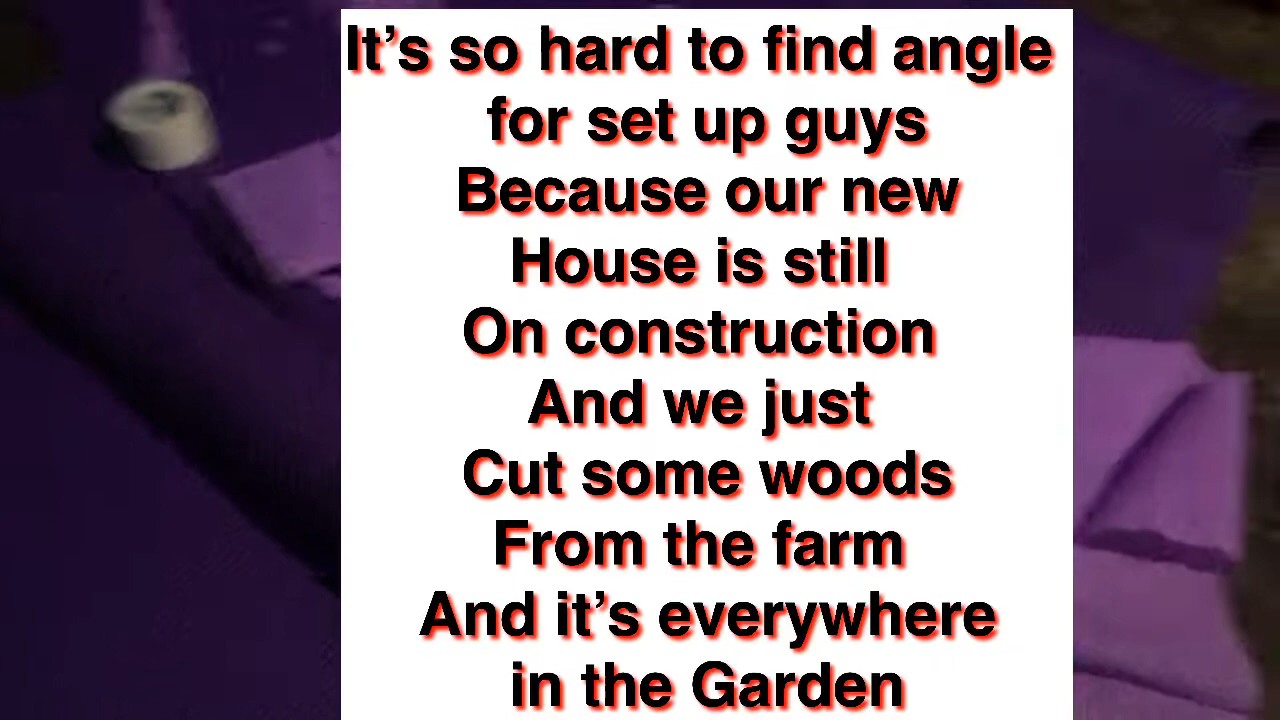 It’s so hard to find angle
for set up guys
Because our new
House is still
On construction
And we just
Cut some woods
From the farm
And it’s everywhere
in the Garden